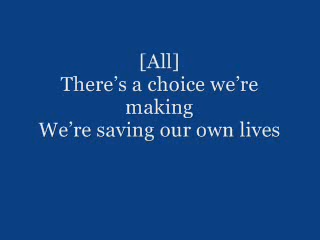 [All]
There’s a choice we’re
making
We’re saving our own lives